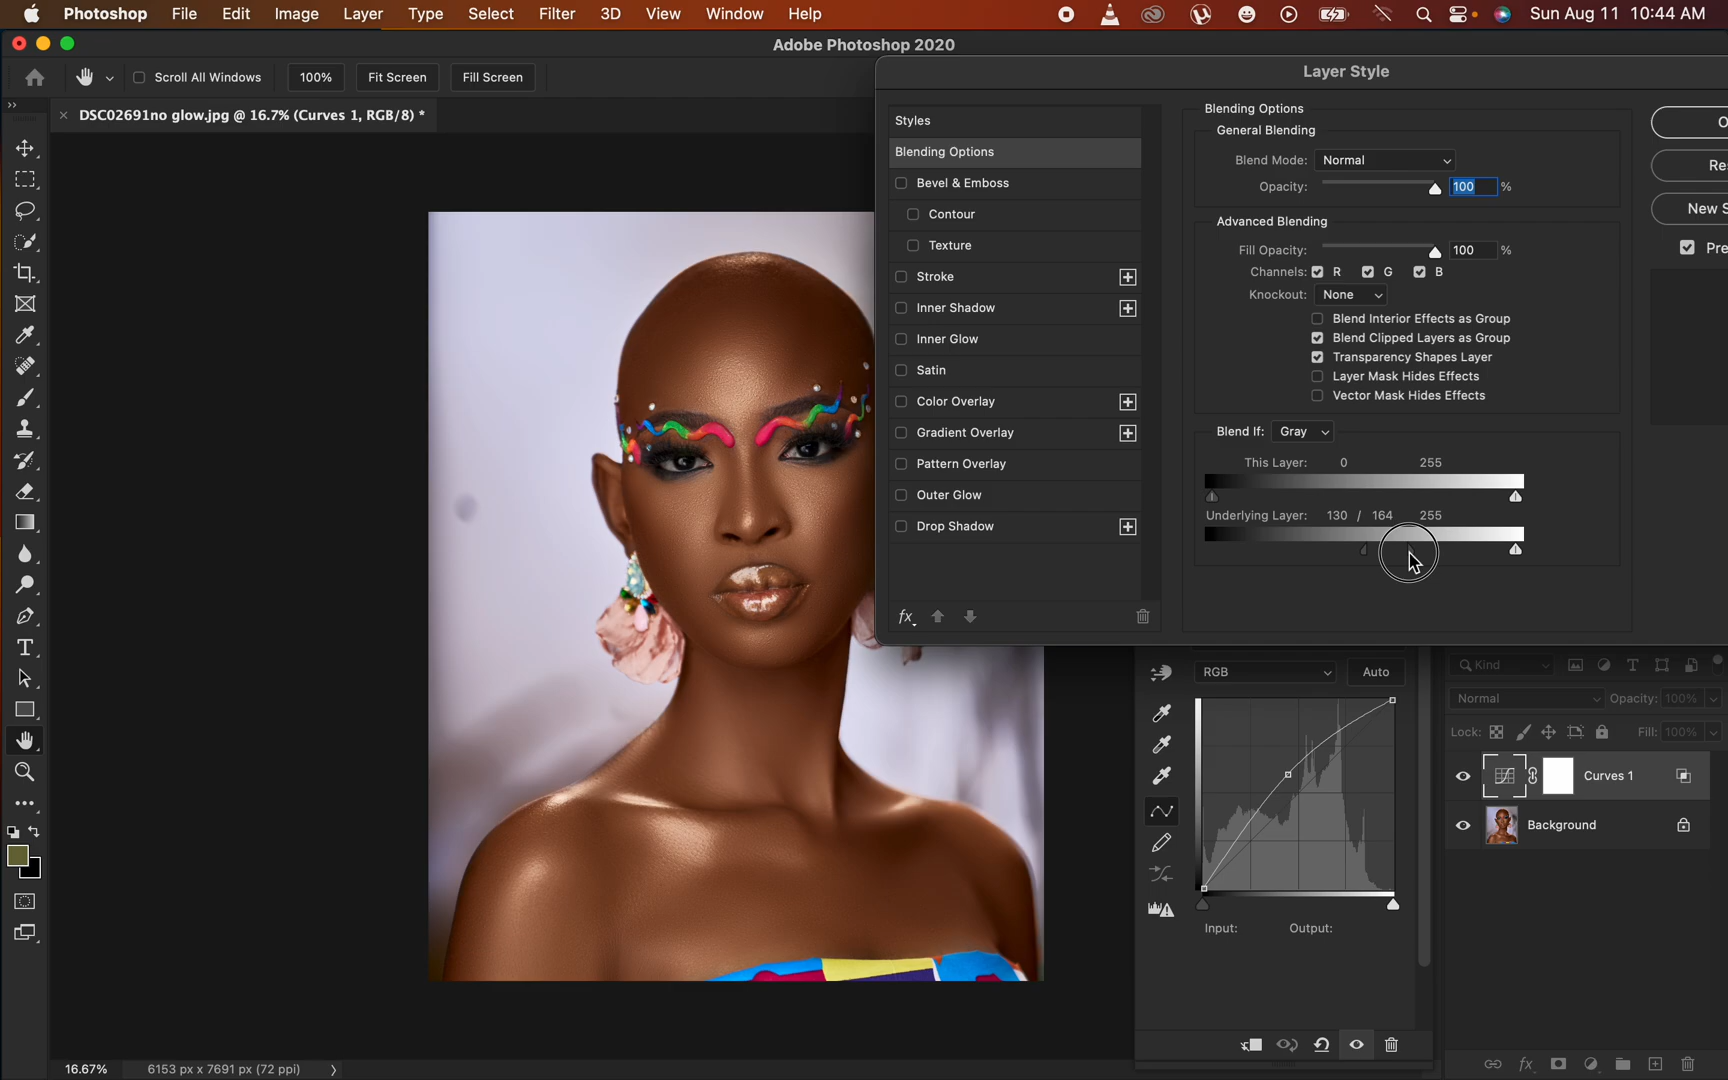 Photoshop File Edit Image Layer Type Select Filter 3D View Window Help Sun Aug 11 10:44 AM
Adobe Photoshop 2020
Scroll All Windows 100% Fit Screen Fill Screen
DSC02691no glow.jpg @ 16.7% (Curves 1, RGB/8) *
Layer Style
Styles
Blending Options
Bevel & Emboss
Contour
Texture
Stroke
Inner Shadow
Inner Glow
Satin
Color Overlay
Gradient Overlay
Pattern Overlay
Outer Glow
Drop Shadow
fx
Blending Options
General Blending
Blend Mode: Normal
Opacity: 100 %
Advanced Blending
Fill Opacity: 100 %
Channels: R G B
Knockout: None
Blend Interior Effects as Group
Blend Clipped Layers as Group
Transparency Shapes Layer
Layer Mask Hides Effects
Vector Mask Hides Effects
Blend If: Gray
This Layer: 0 255
Underlying Layer: 130 / 164 255
O
Res
New S
Pre
RGB Auto
Input: Output:
Kind
Normal Opacity: 100%
Lock: Fill: 100%
Curves 1
Background
fx
16.67% 6153 px x 7691 px (72 ppi)